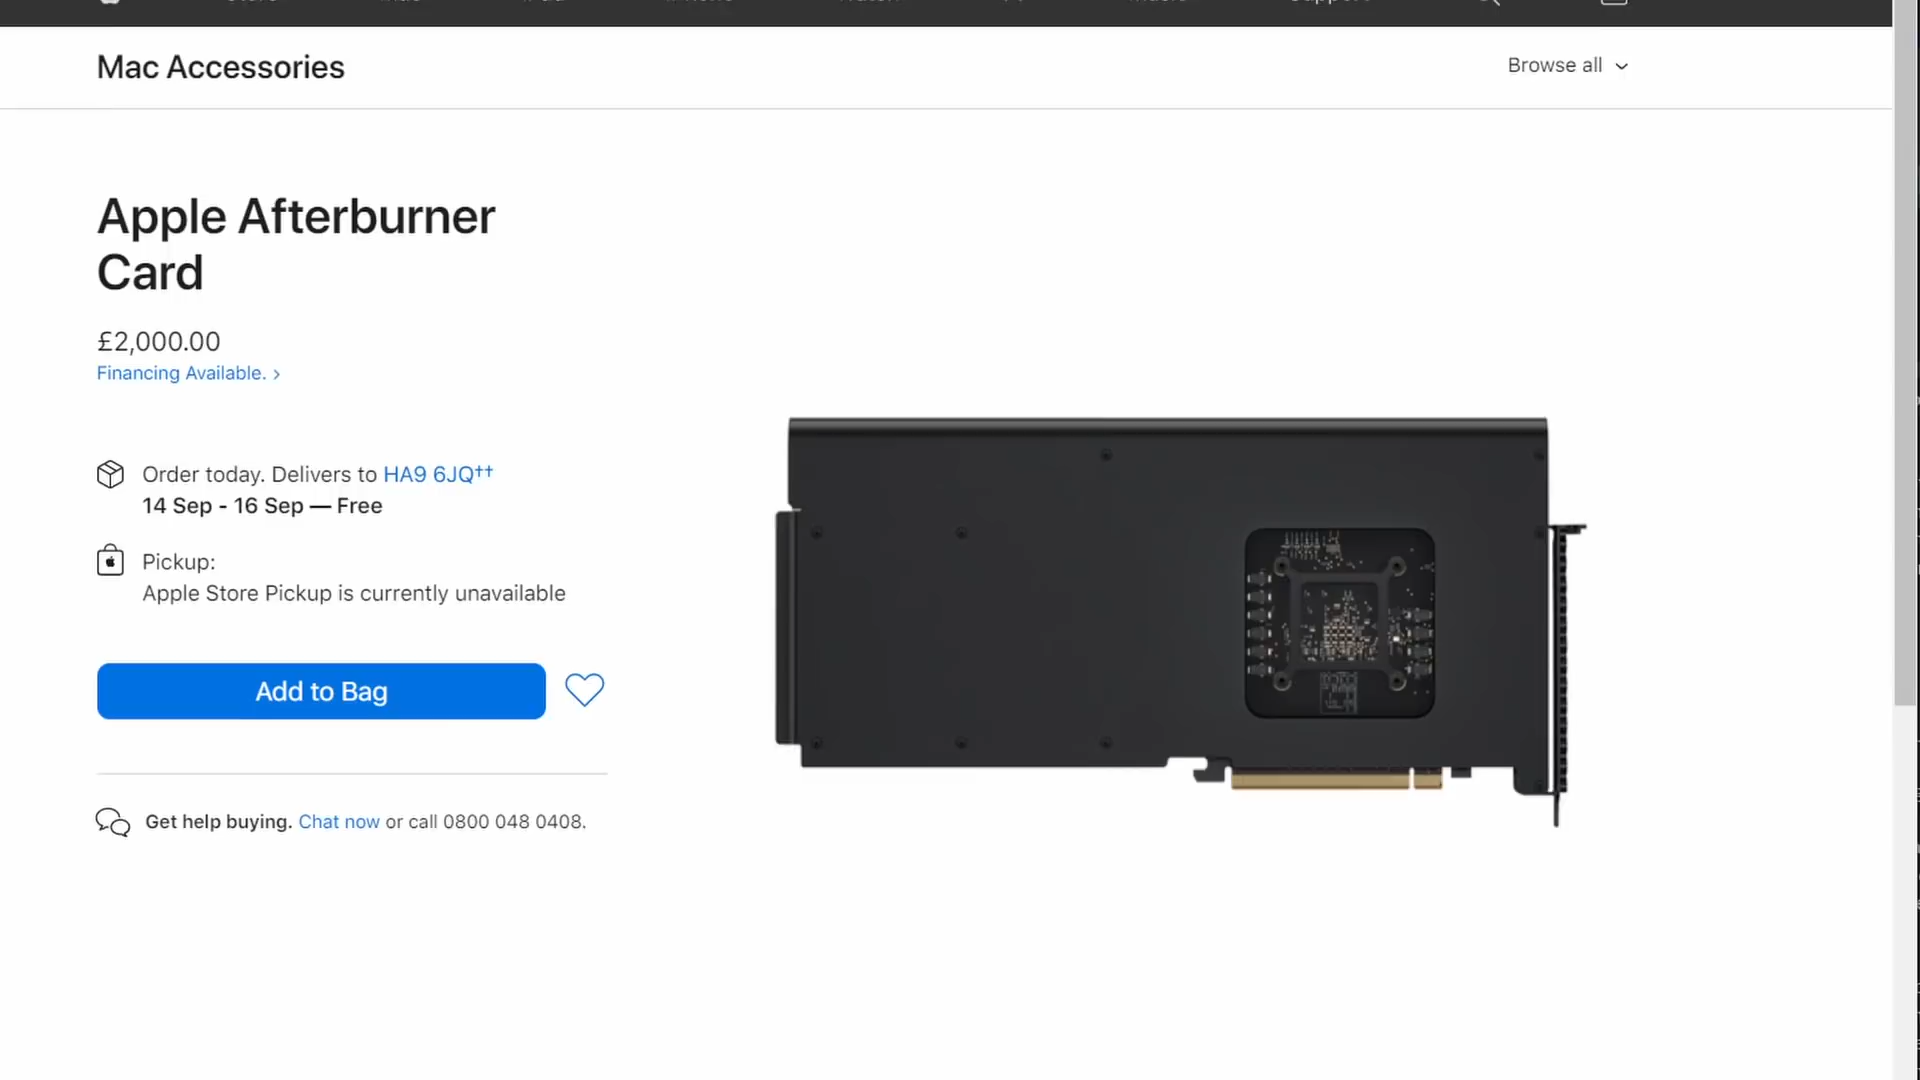 Mac Accessories
Browse all
Apple Afterburner
Card
£2,000.00
Financing Available. >
Order today. Delivers to HA9 6JQ††
14 Sep - 16 Sep — Free
Pickup:
Apple Store Pickup is currently unavailable
Add to Bag
Get help buying. Chat now or call 0800 048 0408.